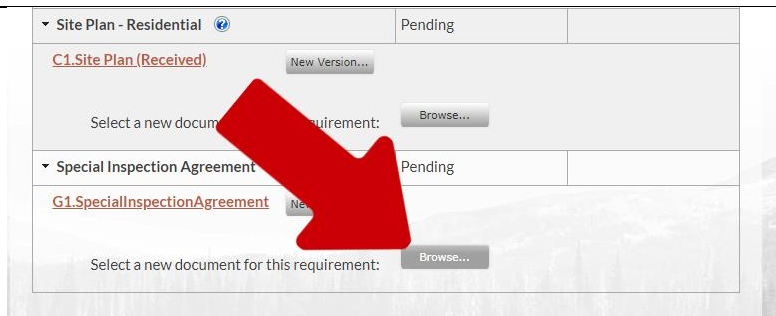 Site Plan - Residential ? Pending
C1.Site Plan (Received) New Version...
Select a new uirement: Browse...
Special Inspection Agreement Pending
G1.SpecialInspectionAgreement
Select a new document for this requirement: Browse...